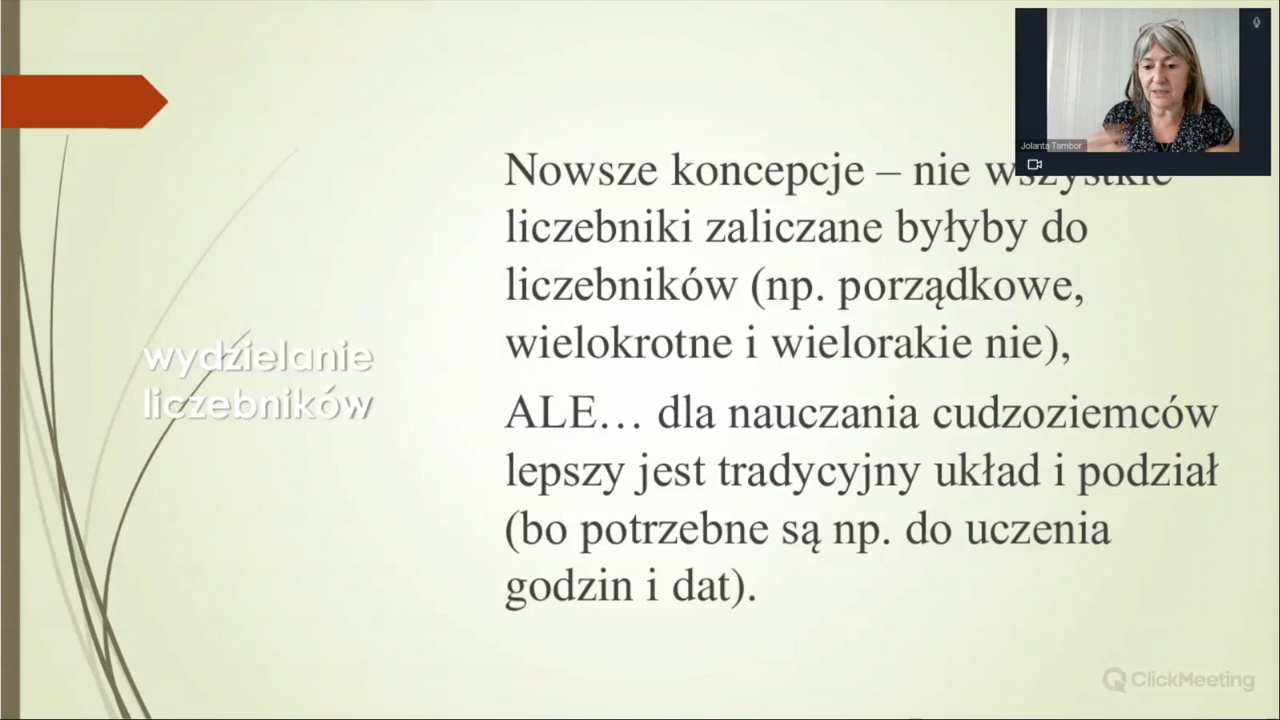 Jolanta Tambor
Nowsze koncepcje – nie wszystkie
liczebniki zaliczane byłyby do
liczebników (np. porządkowe,
wielokrotne i wielorakie nie),
ALE… dla nauczania cudzoziemców
lepszy jest tradycyjny układ i podział
(bo potrzebne są np. do uczenia
godzin i dat).
wydzielanie
liczebników
ClickMeeting